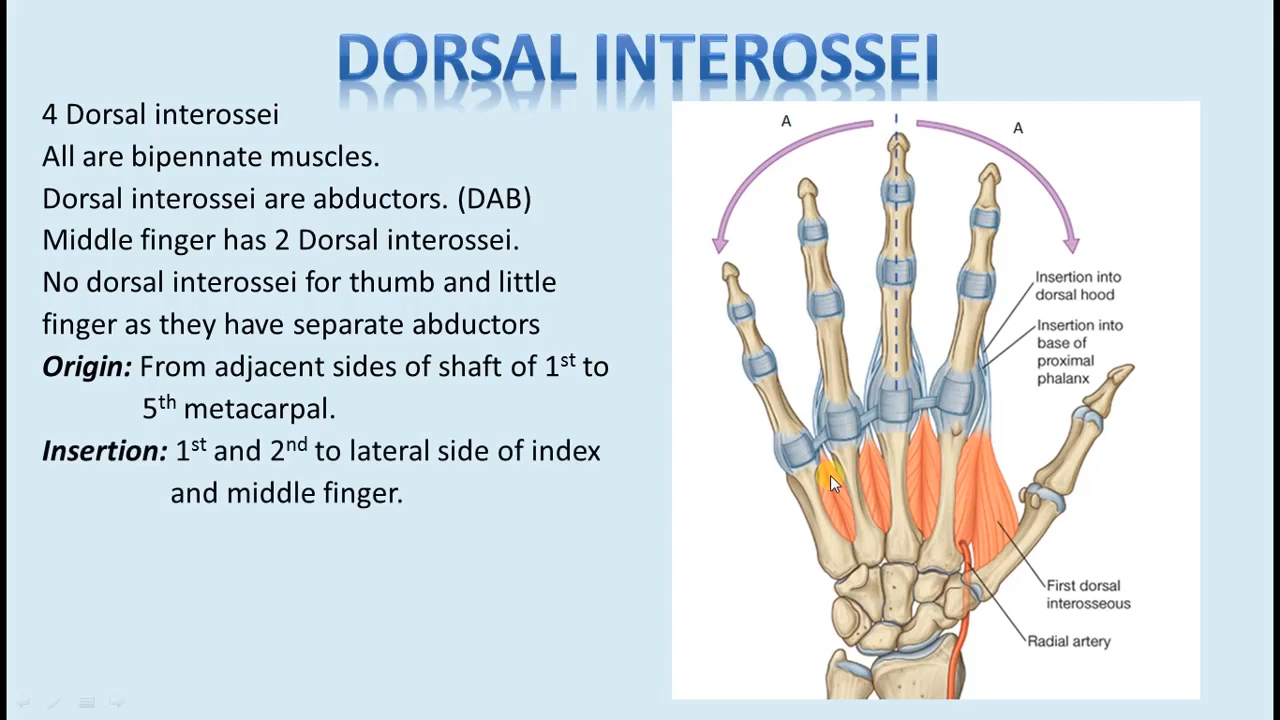 DORSAL INTEROSSEI
4 Dorsal interossei
All are bipennate muscles.
Dorsal interossei are abductors. (DAB)
Middle finger has 2 Dorsal interossei.
No dorsal interossei for thumb and little
finger as they have separate abductors
Origin: From adjacent sides of shaft of 1st to
5th metacarpal.
Insertion: 1st and 2nd to lateral side of index
and middle finger.
A
A
Insertion into
dorsal hood
Insertion into
base of
proximal
phalanx
First dorsal
interosseous
Radial artery